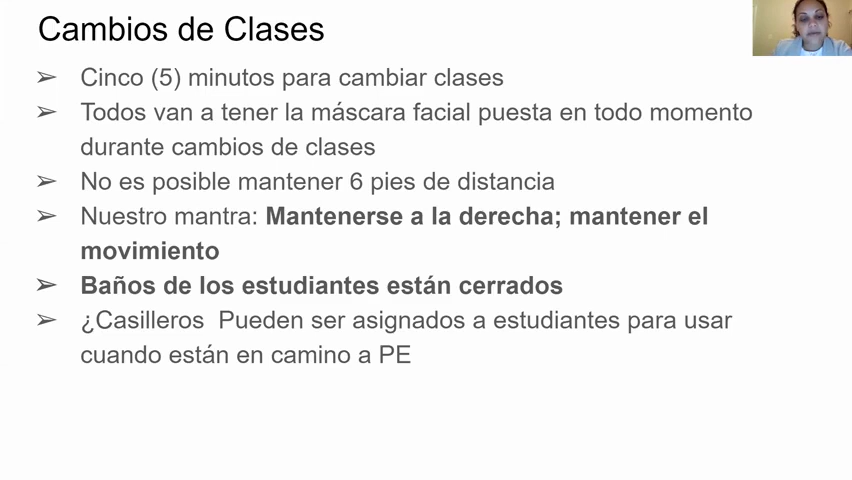 Cambios de Clases
➢ Cinco (5) minutos para cambiar clases
➢ Todos van a tener la máscara facial puesta en todo momento
durante cambios de clases
➢ No es posible mantener 6 pies de distancia
➢ Nuestro mantra: Mantenerse a la derecha; mantener el
movimiento
➢ Baños de los estudiantes están cerrados
➢ ¿Casilleros  Pueden ser asignados a estudiantes para usar
cuando están en camino a PE